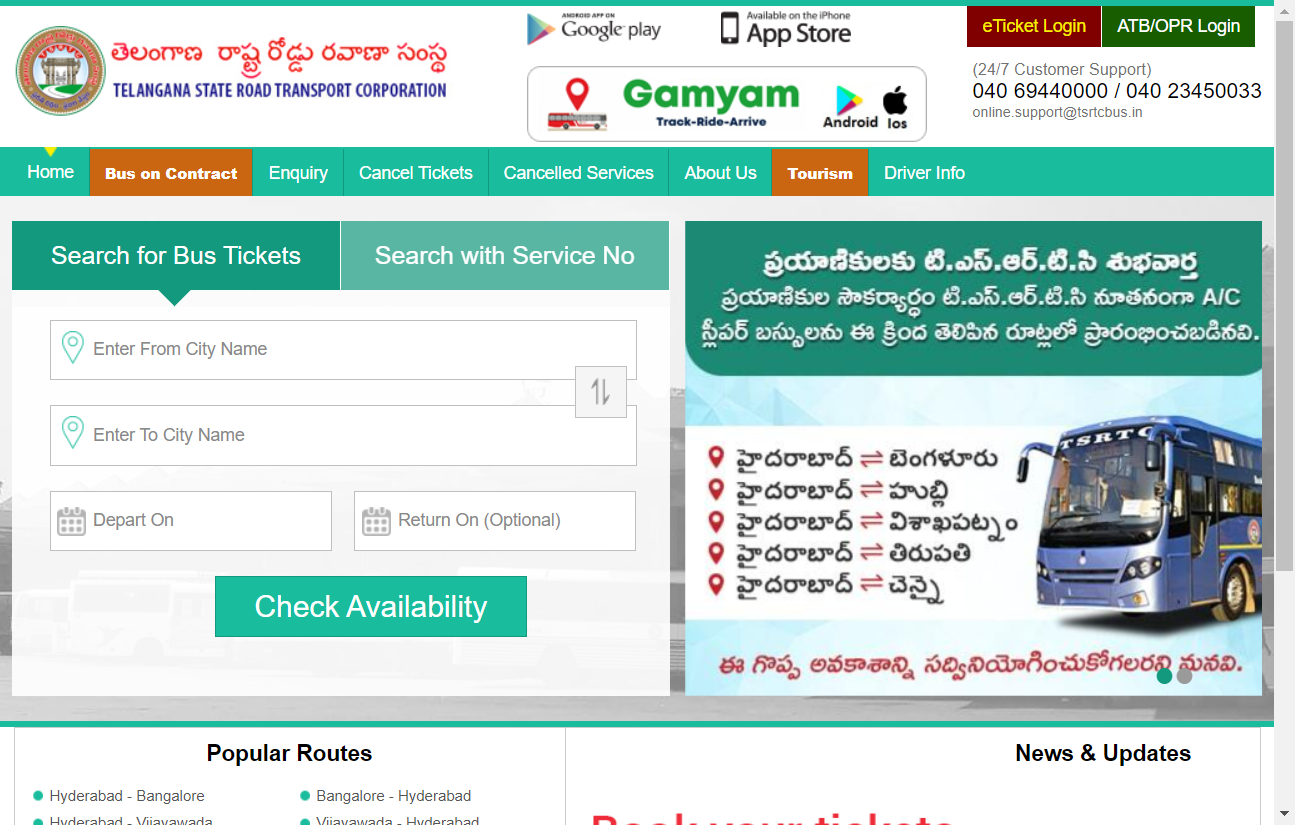 తెలంగాణ రాష్ట్ర రోడ్డు రవాణా సంస్థ
TELANGANA STATE ROAD TRANSPORT CORPORATION
ANDROID APP ON
Google play
Available on the iPhone
App Store
Gamyam
Track-Ride-Arrive
Android
Ios
eTicket Login
ATB/OPR Login
(24/7 Customer Support)
040 69440000 / 040 23450033
online.support@tsrtcbus.in
Home
Bus on Contract
Enquiry
Cancel Tickets
Cancelled Services
About Us
Tourism
Driver Info
Search for Bus Tickets
Search with Service No
Enter From City Name
Enter To City Name
Depart On
Return On (Optional)
Check Availability
ప్రయాణికులకు టి.ఎస్.ఆర్.టి.సి శుభవార్త
ప్రయాణికుల సౌకర్యార్థం టి.ఎస్.ఆర్.టి.సి నూతనంగా A/C
స్లీపర్ బస్సులను ఈ క్రింద తెలిపిన రూట్లలో ప్రారంభించబడినవి.
TSRTC
హైదరాబాద్ ⇌ బెంగళూరు
హైదరాబాద్ ⇌ హుబ్లి
హైదరాబాద్ ⇌ విశాఖపట్నం
హైదరాబాద్ ⇌ తిరుపతి
హైదరాబాద్ ⇌ చెన్నై
ఈ గొప్ప అవకాశాన్ని సద్వినియోగించుకోగలరని మనవి.
Popular Routes
Hyderabad - Bangalore
Bangalore - Hyderabad
Hyderabad - Vijayawada
Vijayawada - Hyderabad
News & Updates
Book your tickets